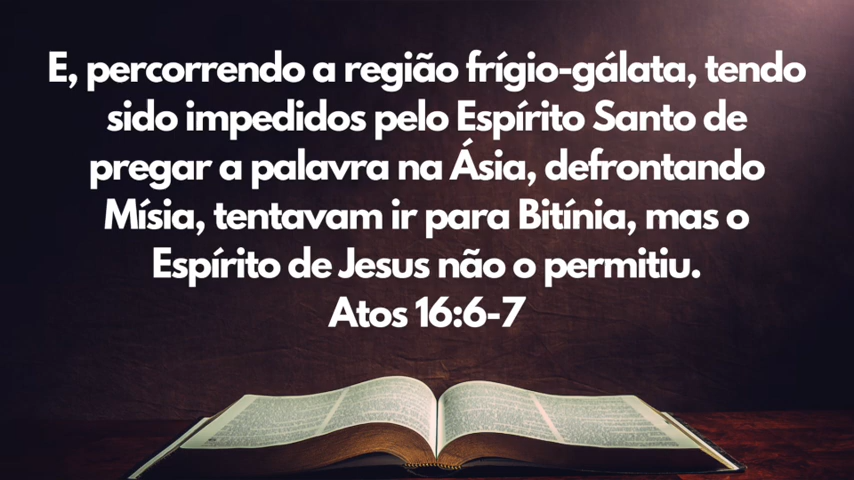 E, percorrendo a região frígio-gálata, tendo
sido impedidos pelo Espírito Santo de
pregar a palavra na Ásia, defrontando
Mísia, tentavam ir para Bitínia, mas o
Espírito de Jesus não o permitiu.
Atos 16:6-7